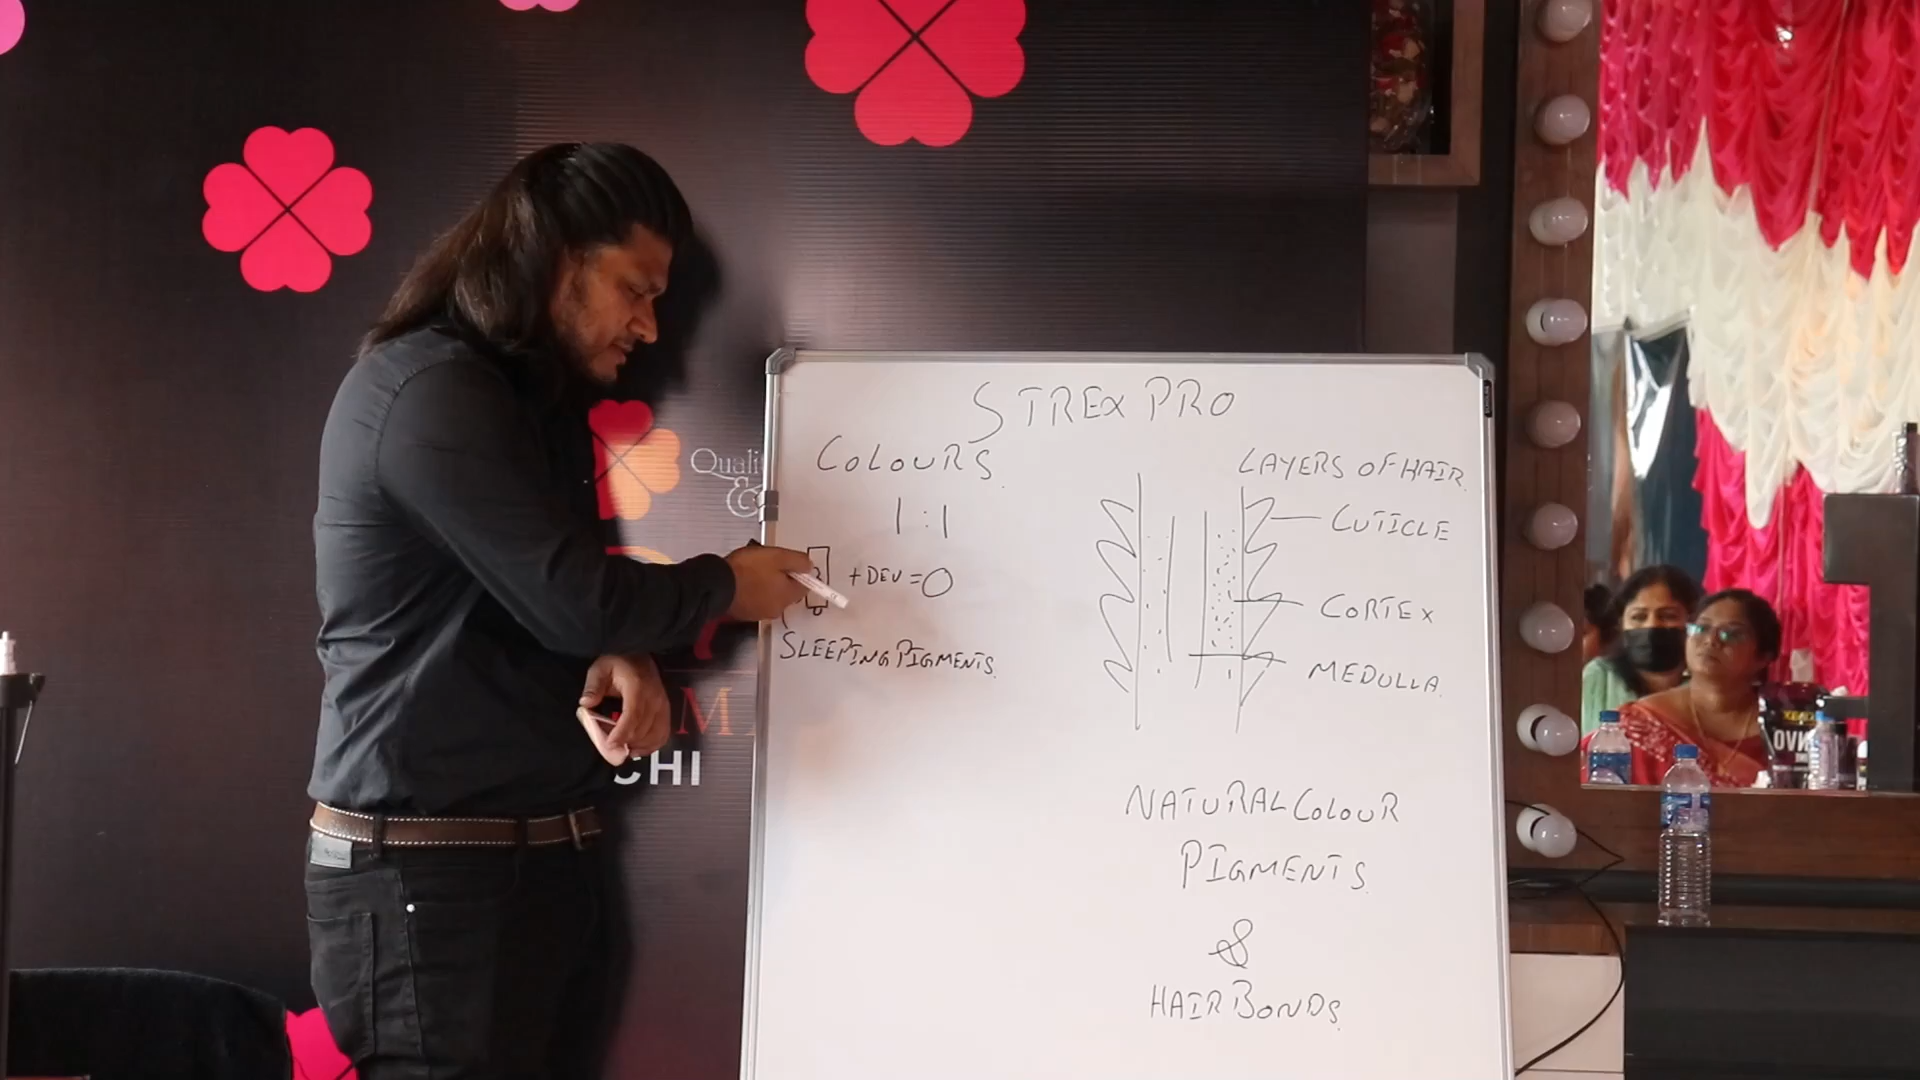 STREX PRO
COLOURS
1:1
+ DEV = O
SLEEPING PIGMENTS.
LAYERS OF HAIR.
CUTICLE
CORTEX
MEDULLA.
NATURAL COLOUR
PIGMENTS.
&
HAIR BONDS.
Quali
&
M
CHI